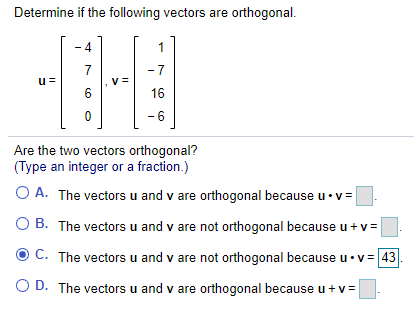 Determine if the following vectors are orthogonal.
- 4 1
7 - 7
u = , v =
6 16
0 - 6
Are the two vectors orthogonal?
(Type an integer or a fraction.)
A. The vectors u and v are orthogonal because u • v = .
B. The vectors u and v are not orthogonal because u + v = .
C. The vectors u and v are not orthogonal because u • v = 43 .
D. The vectors u and v are orthogonal because u + v = .